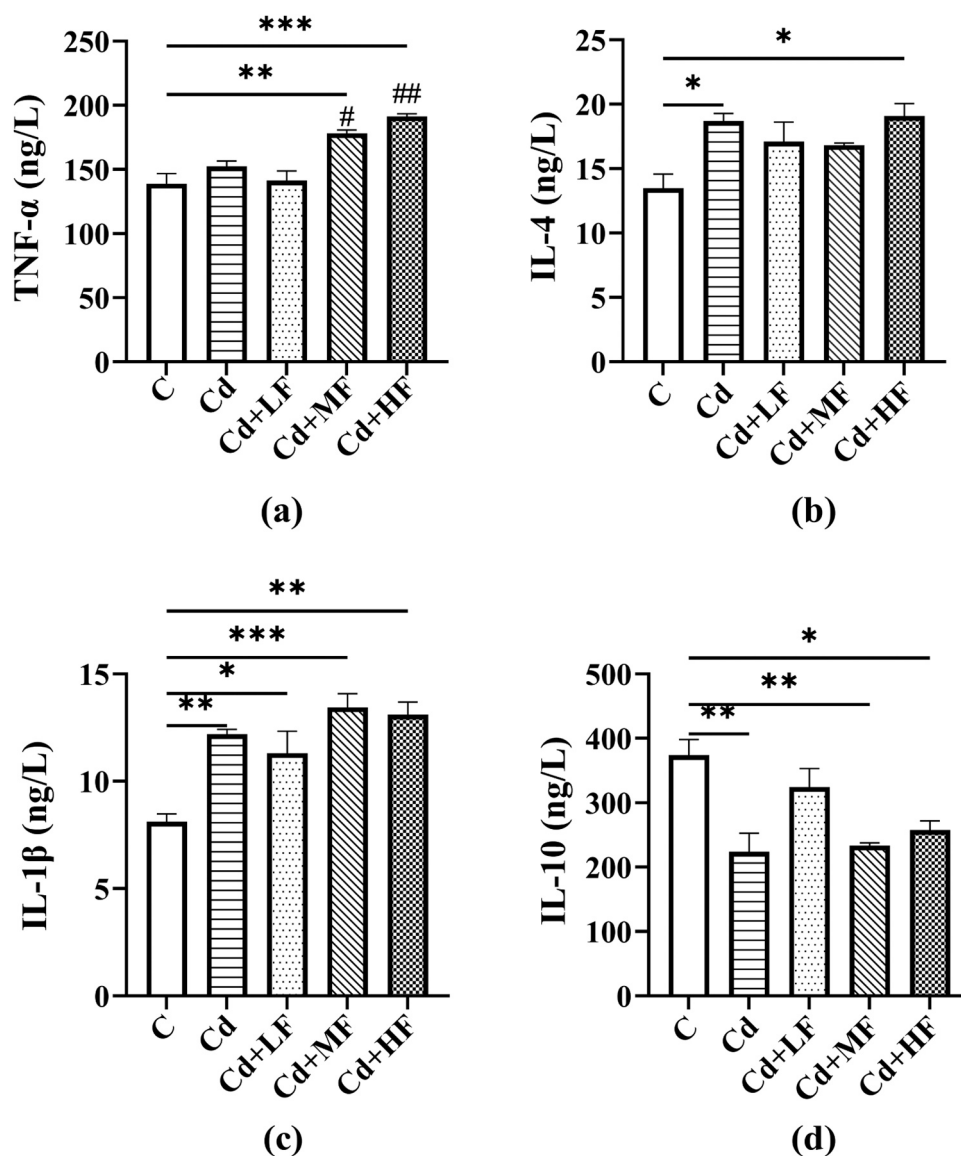 ***
**
#
##
TNF-α (ng/L)
250
200
150
100
50
0
C
Cd
Cd+LF
Cd+MF
Cd+HF
(a)
*
*
IL-4 (ng/L)
25
20
15
10
5
0
C
Cd
Cd+LF
Cd+MF
Cd+HF
(b)
**
***
*
**
IL-1β (ng/L)
15
10
5
0
C
Cd
Cd+LF
Cd+MF
Cd+HF
(c)
*
**
**
IL-10 (ng/L)
500
400
300
200
100
0
C
Cd
Cd+LF
Cd+MF
Cd+HF
(d)